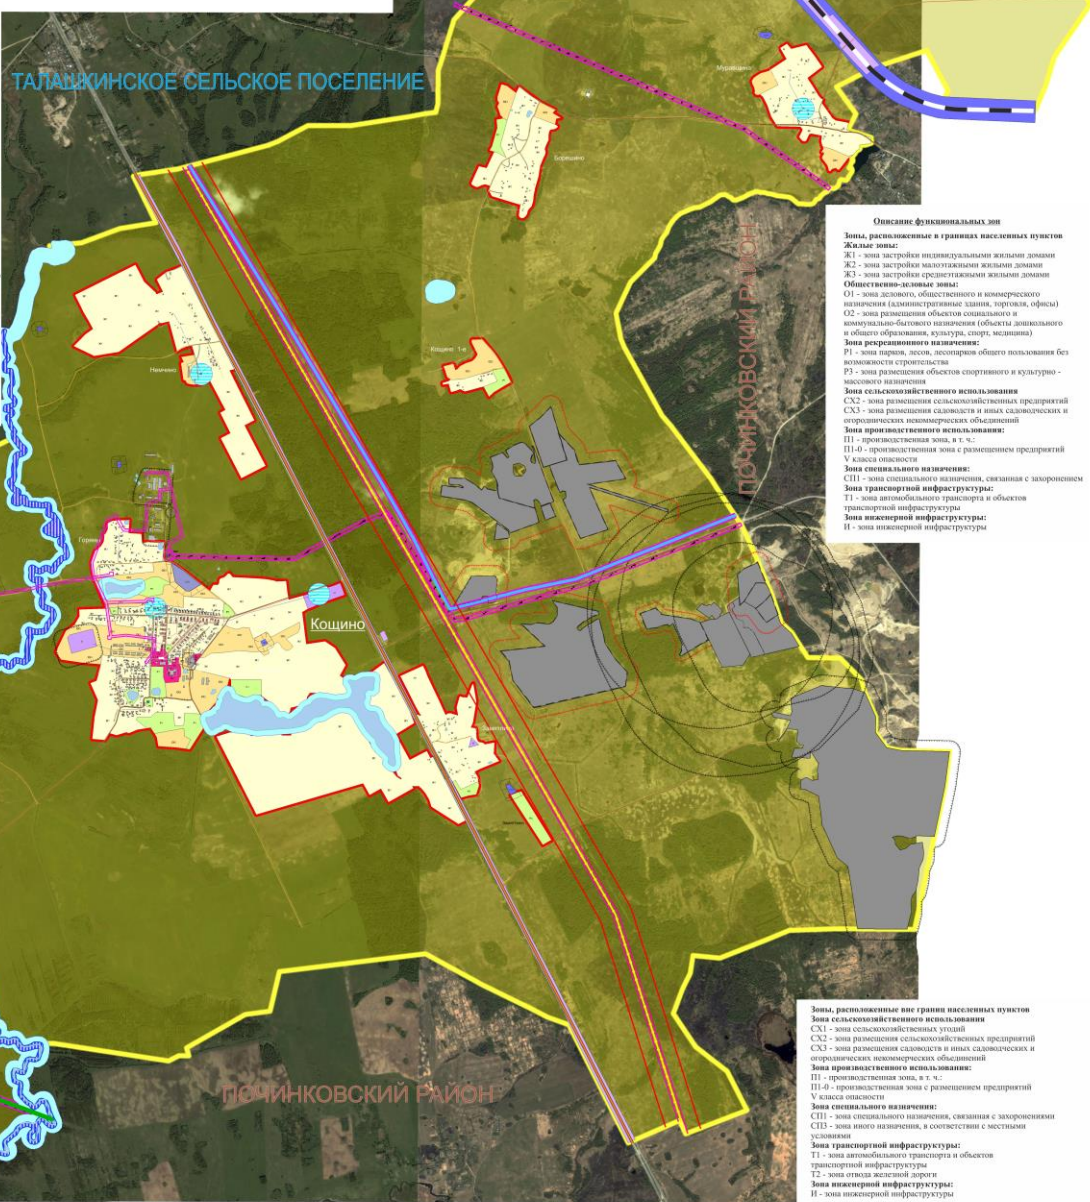 ТАЛАШКИНСКОЕ СЕЛЬСКОЕ ПОСЕЛЕНИЕ
Борошино
Немчино
Кощино 1-е
Кощино
ПОЧИНКОВСКИЙ РАЙОН
ПОЧИНКОВСКИЙ РАЙОН
Описание функциональных зон
Зоны, расположенные в границах населенных пунктов
Жилые зоны:
Ж1 - зона застройки индивидуальными жилыми домами
Ж2 - зона застройки малоэтажными жилыми домами
Ж3 - зона застройки среднеэтажными жилыми домами
Общественно-деловые зоны:
О1 - зона делового, общественного и коммерческого
назначения (административные здания, торговля, офисы)
О2 - зона размещения объектов социального и
коммунально-бытового назначения (объекты дошкольного
и общего образования, культура, спорт, медицина)
Зона рекреационного назначения:
Р1 - зона парков, лесов, лесопарков общего пользования без
возможности строительства
Р3 - зона размещения объектов спортивного и культурно -
массового назначения
Зона сельскохозяйственного использования
СХ2 - зона размещения сельскохозяйственных предприятий
СХ3 - зона размещения садоводств и иных садоводческих и
огороднических некоммерческих объединений
Зона производственного использования:
П1 - производственная зона, в т. ч.:
П1-0 - производственная зона с размещением предприятий
V класса опасности
Зона специального назначения:
СП1 - зона специального назначения, связанная с захоронением
Зона транспортной инфраструктуры:
Т1 - зона автомобильного транспорта и объектов
транспортной инфраструктуры
Зона инженерной инфраструктуры:
И - зона инженерной инфраструктуры
Зоны, расположенные вне границ населенных пунктов
Зона сельскохозяйственного использования
СХ1 - зона сельскохозяйственных угодий
СХ2 - зона размещения сельскохозяйственных предприятий
СХ3 - зона размещения садоводств и иных садоводческих и
огороднических некоммерческих объединений
Зона производственного использования:
П1 - производственная зона, в т. ч.:
П1-0 - производственная зона с размещением предприятий
V класса опасности
Зона специального назначения:
СП1 - зона специального назначения, связанная с захоронениями
СП3 - зона иного назначения, в соответствии с местными
условиями
Зона транспортной инфраструктуры:
Т1 - зона автомобильного транспорта и объектов
транспортной инфраструктуры
Т2 - зона отвода железной дороги
Зона инженерной инфраструктуры:
И - зона инженерной инфраструктуры